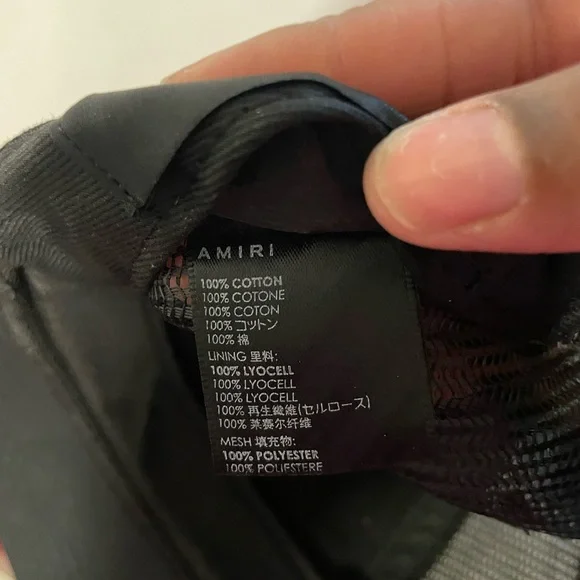 AMIRI
100% COTTON
100% COTONE
100% COTON
100% コットン
100% 棉
LINING 里料:
100% LYOCELL
100% LYOCELL
100% LYOCELL
100% 再生繊維(セルロース)
100% 莱赛尔纤维
MESH 填充物:
100% POLYESTER
100% POLIESTERE